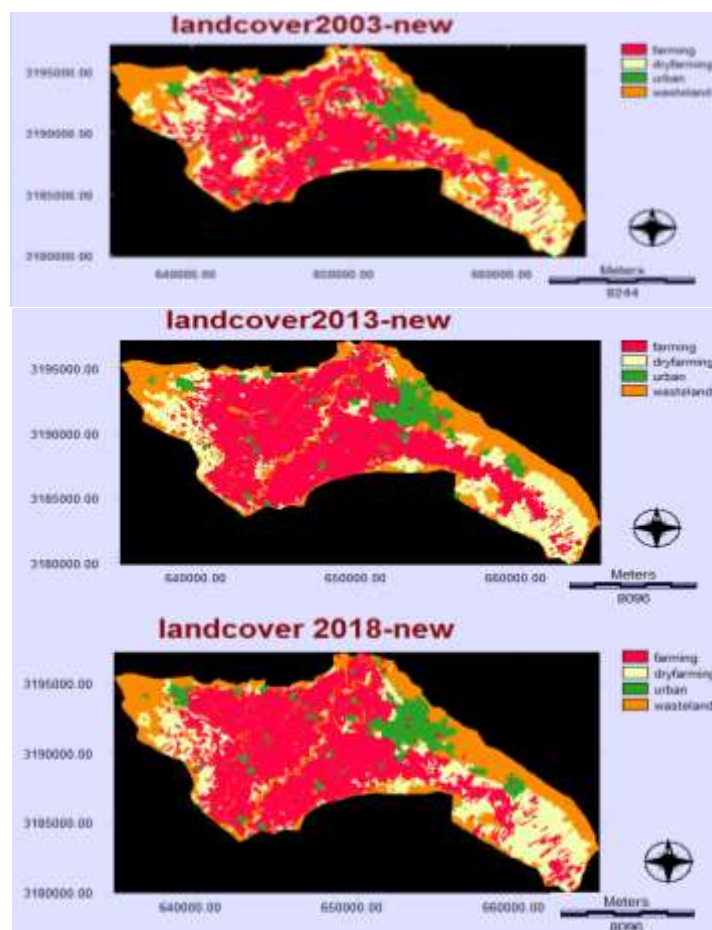 landcover2003-new
farming
dryfarming
urban
wasteland
3195000.00
3190000.00
3185000.00
3180000.00
640000.00
650000.00
660000.00
Meters
8244
landcover2013-new
farming
dryfarming
urban
wasteland
3195000.00
3190000.00
3185000.00
3180000.00
640000.00
650000.00
660000.00
Meters
8096
landcover 2018-new
farming
dryfarming
urban
wasteland
3195000.00
3190000.00
3185000.00
3180000.00
640000.00
650000.00
660000.00
Meters
8096